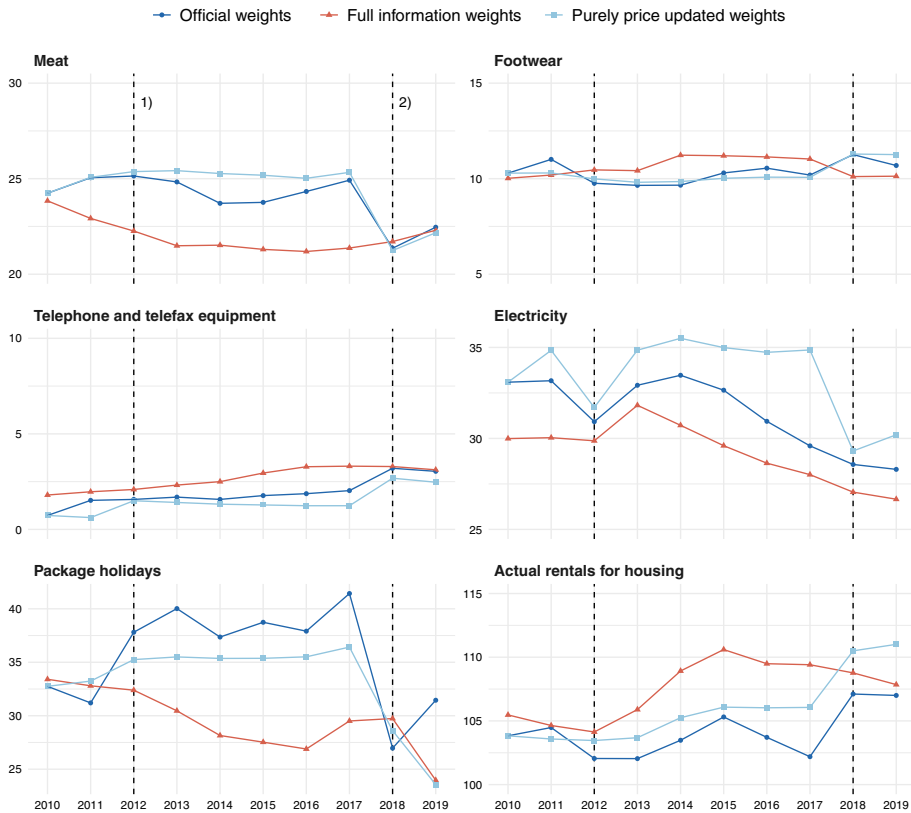 Official weights Full information weights Purely price updated weights
Meat
30
25
20
1)
2)
Footwear
15
10
5
Telephone and telefax equipment
10
5
0
Electricity
35
30
25
Package holidays
40
35
30
25
2010 2011 2012 2013 2014 2015 2016 2017 2018 2019
Actual rentals for housing
115
110
105
100
2010 2011 2012 2013 2014 2015 2016 2017 2018 2019